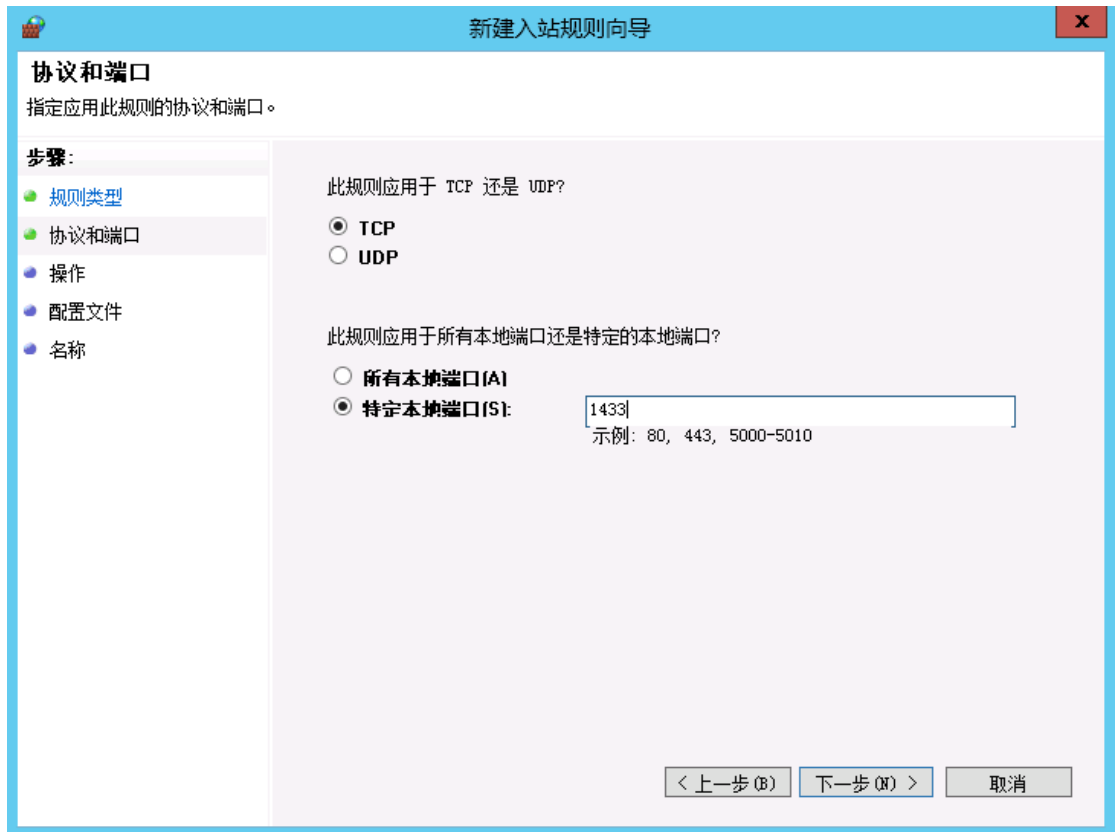 新建入站规则向导
x
协议和端口
指定应用此规则的协议和端口。
步骤:
规则类型
协议和端口
操作
配置文件
名称
此规则应用于 TCP 还是 UDP?
TCP
UDP
此规则应用于所有本地端口还是特定的本地端口?
所有本地端口(A)
特定本地端口(S):
1433
示例: 80, 443, 5000-5010
< 上一步(B)
下一步(N) >
取消